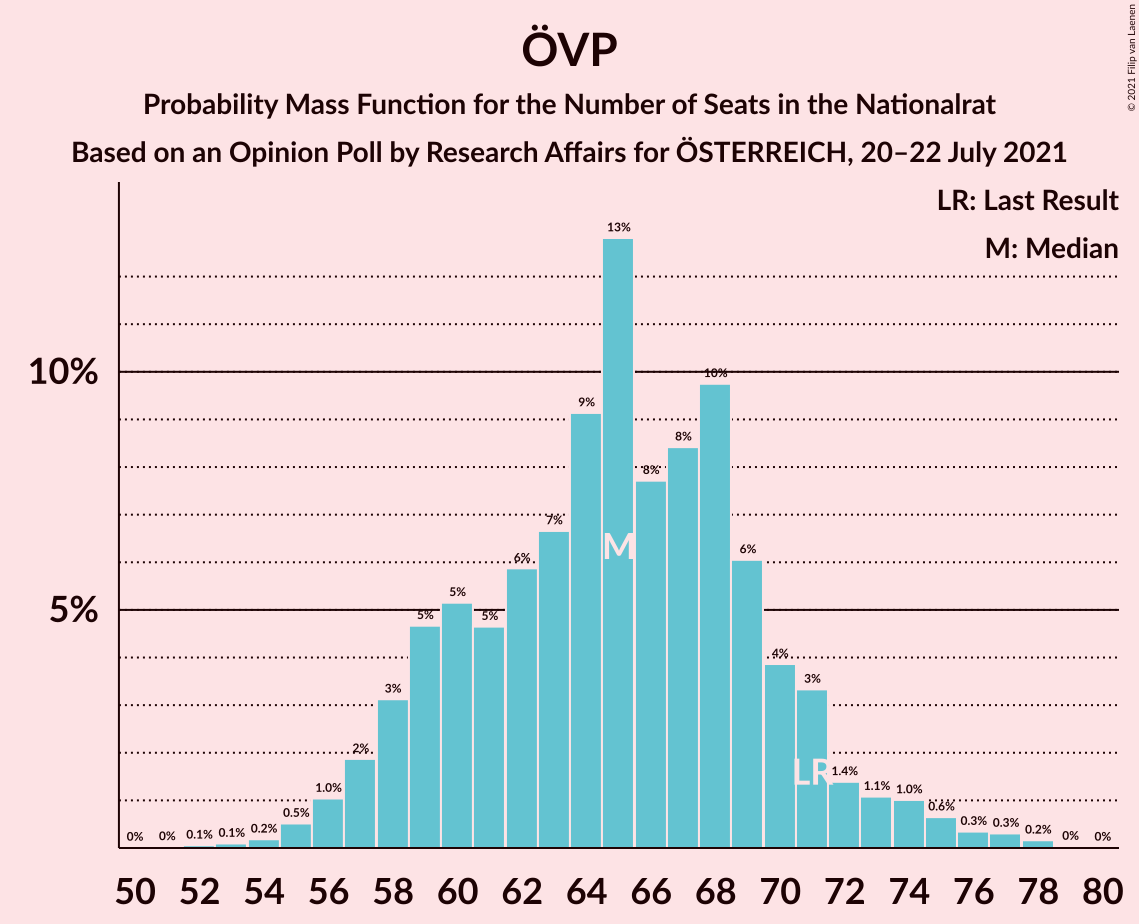 ÖVP
Probability Mass Function for the Number of Seats in the Nationalrat
Based on an Opinion Poll by Research Affairs for ÖSTERREICH, 20–22 July 2021
© 2021 Filip van Laenen
LR: Last Result
M: Median
10%
5%
0% 0% 0.1% 0.1% 0.2% 0.5% 1.0% 2% 3% 5% 5% 5% 6% 7% 9% 13% 8% 8% 10% 6% 4% 3% 1.4% 1.1% 1.0% 0.6% 0.3% 0.3% 0.2% 0% 0%
M
LR
50 52 54 56 58 60 62 64 66 68 70 72 74 76 78 80